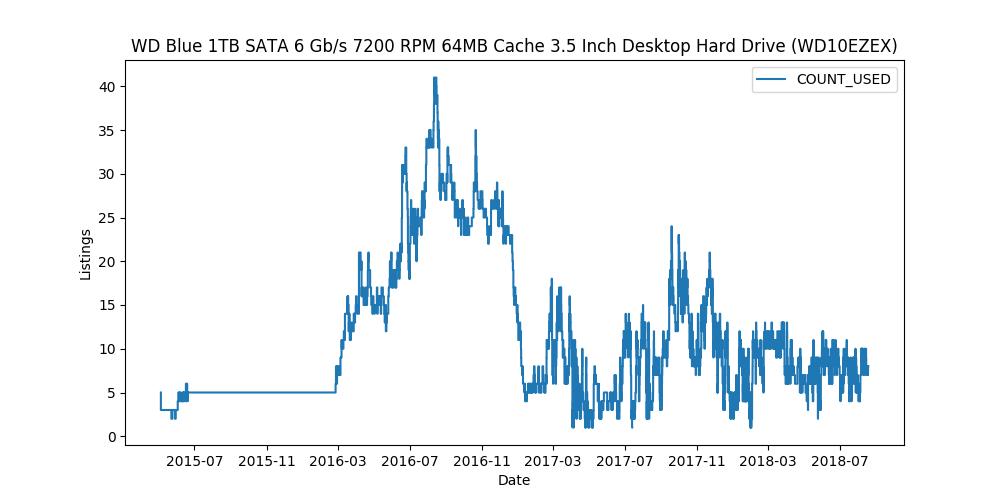 WD Blue 1TB SATA 6 Gb/s 7200 RPM 64MB Cache 3.5 Inch Desktop Hard Drive (WD10EZEX)
COUNT_USED
40
35
30
25
20
15
10
5
0
Listings
2015-07 2015-11 2016-03 2016-07 2016-11 2017-03 2017-07 2017-11 2018-03 2018-07
Date